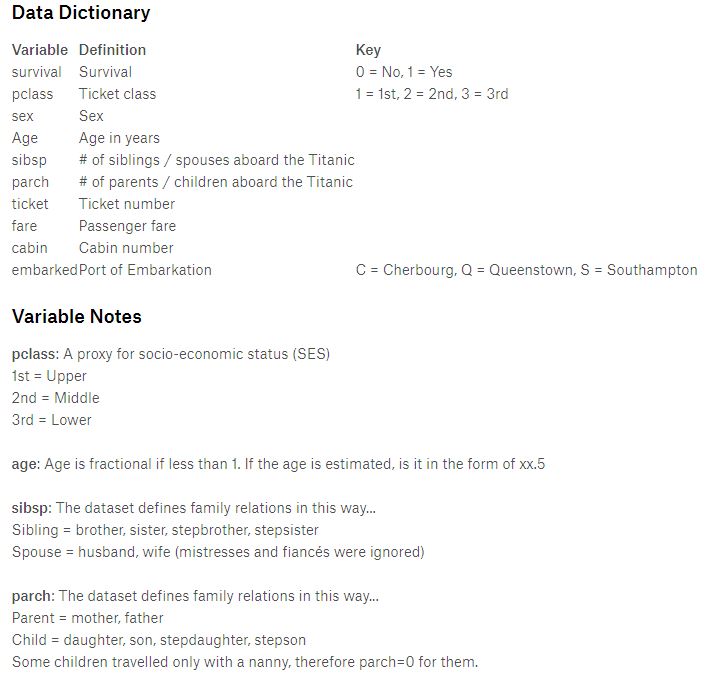 Data Dictionary
Variable Definition Key
survival Survival 0 = No, 1 = Yes
pclass Ticket class 1 = 1st, 2 = 2nd, 3 = 3rd
sex Sex
Age Age in years
sibsp # of siblings / spouses aboard the Titanic
parch # of parents / children aboard the Titanic
ticket Ticket number
fare Passenger fare
cabin Cabin number
embarked Port of Embarkation C = Cherbourg, Q = Queenstown, S = Southampton
Variable Notes
pclass: A proxy for socio-economic status (SES)
1st = Upper
2nd = Middle
3rd = Lower
age: Age is fractional if less than 1. If the age is estimated, is it in the form of xx.5
sibsp: The dataset defines family relations in this way...
Sibling = brother, sister, stepbrother, stepsister
Spouse = husband, wife (mistresses and fiancés were ignored)
parch: The dataset defines family relations in this way...
Parent = mother, father
Child = daughter, son, stepdaughter, stepson
Some children travelled only with a nanny, therefore parch=0 for them.